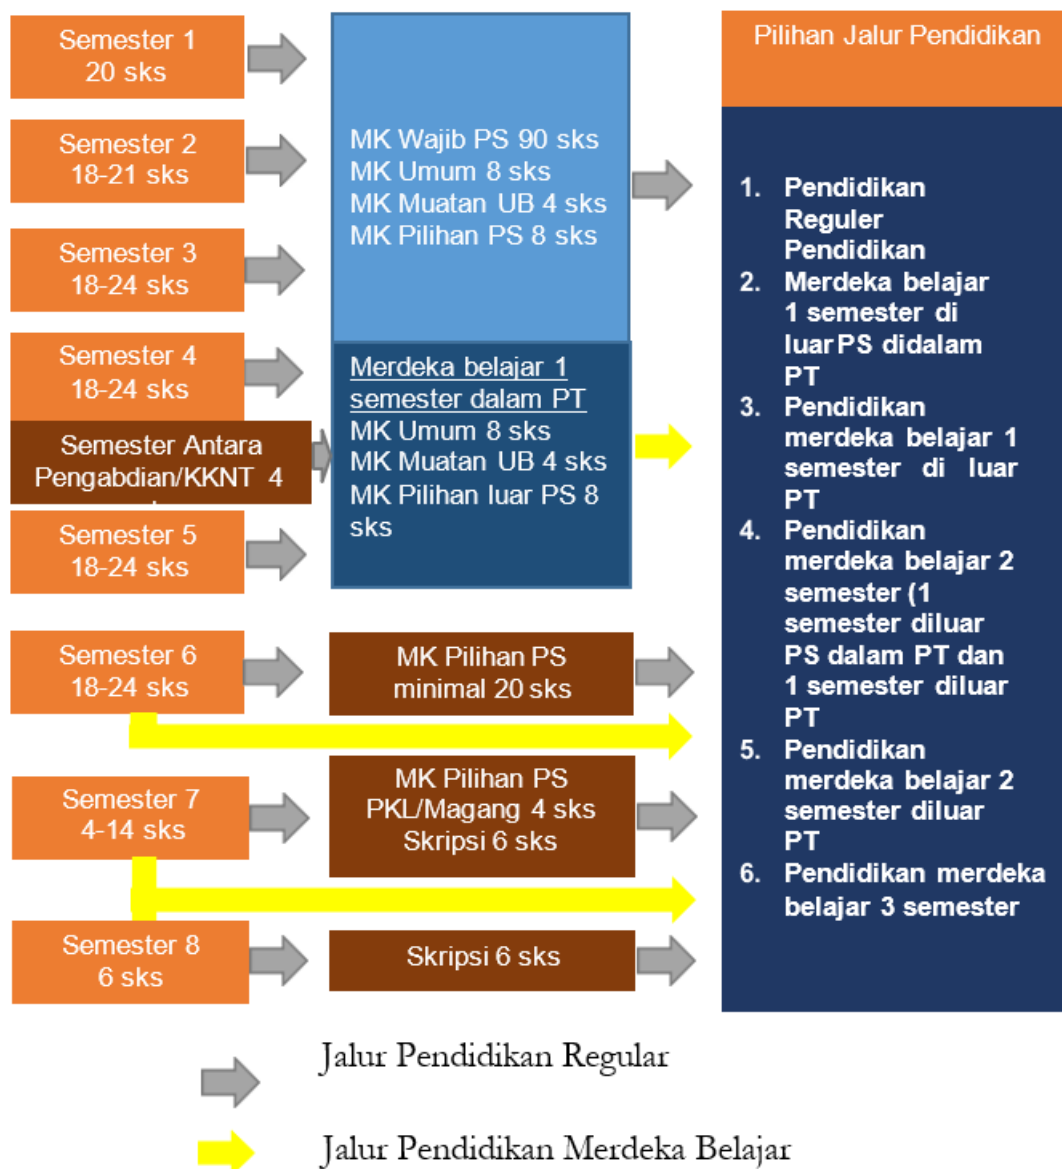 Semester 1
20 sks
Semester 2
18-21 sks
Semester 3
18-24 sks
Semester 4
18-24 sks
Semester Antara
Pengabdian/KKNT 4
Semester 5
18-24 sks
Semester 6
18-24 sks
Semester 7
4-14 sks
Semester 8
6 sks
MK Wajib PS 90 sks
MK Umum 8 sks
MK Muatan UB 4 sks
MK Pilihan PS 8 sks
Merdeka belajar 1
semester dalam PT
MK Umum 8 sks
MK Muatan UB 4 sks
MK Pilihan luar PS 8
sks
MK Pilihan PS
minimal 20 sks
MK Pilihan PS
PKL/Magang 4 sks
Skripsi 6 sks
Skripsi 6 sks
Pilihan Jalur Pendidikan
1. Pendidikan
Reguler
Pendidikan
2. Merdeka belajar
1 semester di
luar PS didalam
PT
3. Pendidikan
merdeka belajar 1
semester di luar
PT
4. Pendidikan
merdeka belajar 2
semester (1
semester diluar
PS dalam PT dan
1 semester diluar
PT
5. Pendidikan
merdeka belajar 2
semester diluar
PT
6. Pendidikan merdeka
belajar 3 semester
Jalur Pendidikan Regular
Jalur Pendidikan Merdeka Belajar